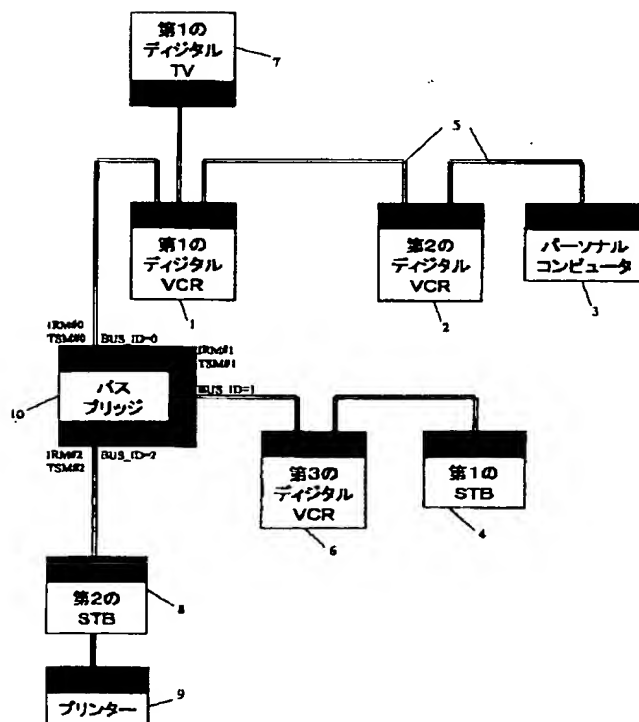 第1の
ディジタル
TV
7
5
第1の
ディジタル
VCR
1
第2の
ディジタル
VCR
2
パーソナル
コンピュータ
3
IRM#0
TSM#0
BUS_ID=0
IRM#1
TSM#1
BUS_ID=1
バス
ブリッジ
10
IRM#2
TSM#2
BUS_ID=2
第3の
ディジタル
VCR
6
第1の
STB
4
第2の
STB
8
プリンター
9